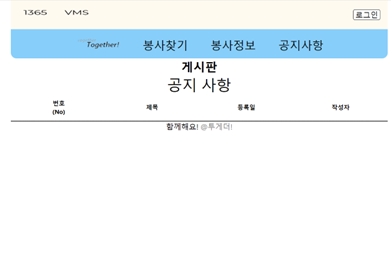 1365 VMS 로그인
Together! 봉사찾기 봉사정보 공지사항
게시판
공지 사항
번호 제목 등록일 작성자
(No)
함께해요! @투게더!